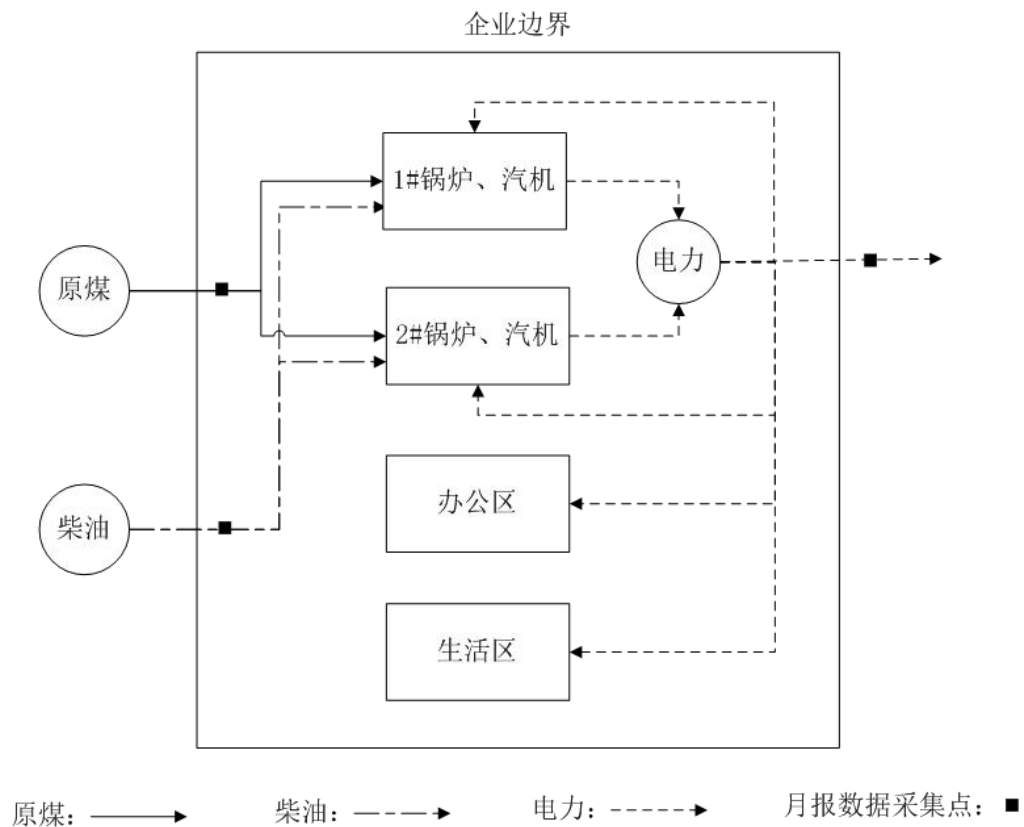 企业边界
1#锅炉、汽机
电力
原煤
2#锅炉、汽机
办公区
柴油
生活区
原煤： 柴油： 电力： 月报数据采集点：